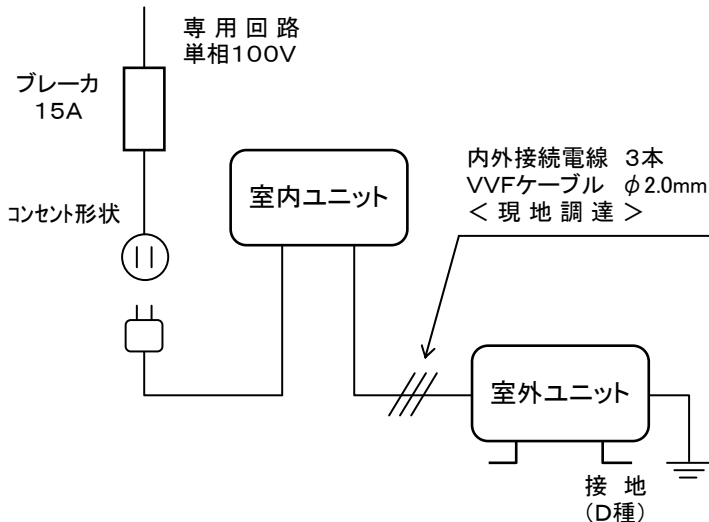 専用回路
単相100V
ブレーカ
15A
コンセント形状
室内ユニット
内外接続電線 3本
VVFケーブル φ2.0mm
<現地調達>
室外ユニット
接地
(D種)